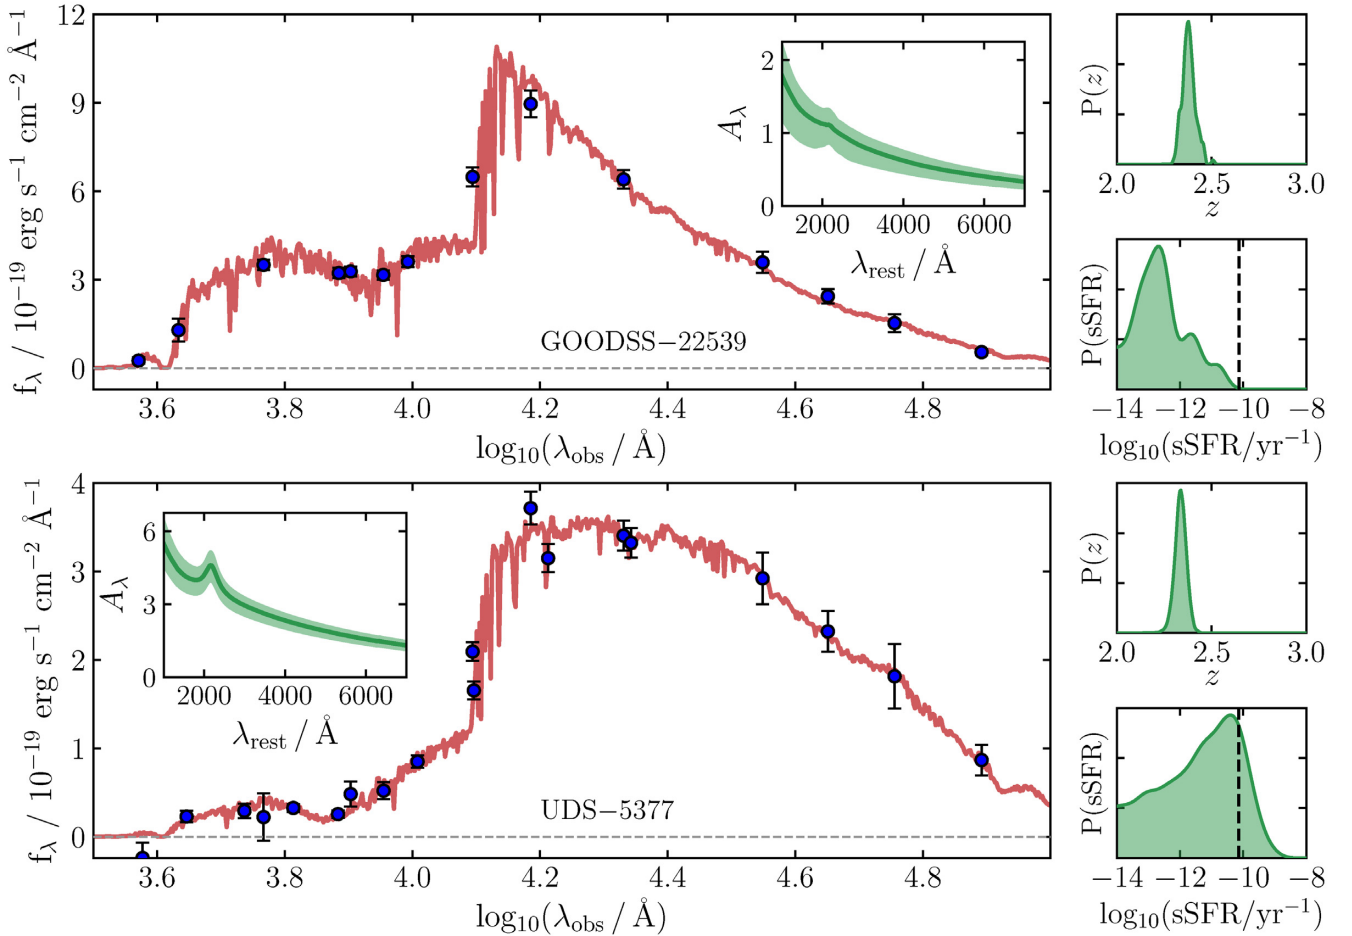 12
9
6
3
0
f_λ / 10⁻¹⁹ erg s⁻¹ cm⁻² Å⁻¹
3.6 3.8 4.0 4.2 4.4 4.6 4.8
log₁₀(λ_obs / Å)
GOODSS−22539
2
1
0
A_λ
2000 4000 6000
λ_rest / Å
P(z)
2.0 2.5 3.0
z
P(sSFR)
−14 −12 −10 −8
log₁₀(sSFR/yr⁻¹)
4
3
2
1
0
f_λ / 10⁻¹⁹ erg s⁻¹ cm⁻² Å⁻¹
6
3
0
A_λ
2000 4000 6000
λ_rest / Å
UDS−5377
3.6 3.8 4.0 4.2 4.4 4.6 4.8
log₁₀(λ_obs / Å)
P(z)
2.0 2.5 3.0
z
P(sSFR)
−14 −12 −10 −8
log₁₀(sSFR/yr⁻¹)